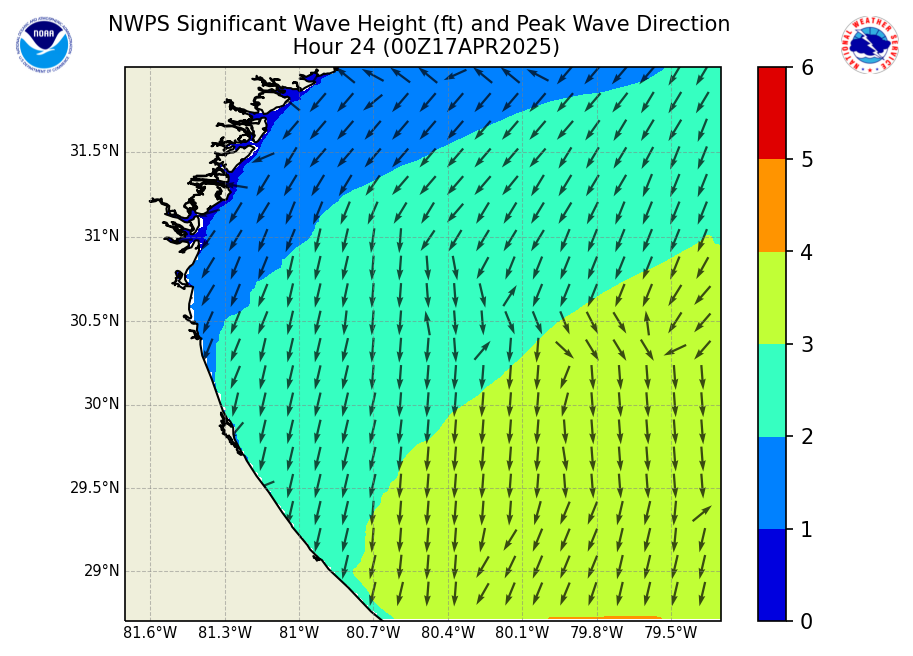 NWPS Significant Wave Height (ft) and Peak Wave Direction
Hour 24 (00Z17APR2025)
NOAA
NATIONAL WEATHER SERVICE
31.5°N
31°N
30.5°N
30°N
29.5°N
29°N
81.6°W 81.3°W 81°W 80.7°W 80.4°W 80.1°W 79.8°W 79.5°W
6
5
4
3
2
1
0